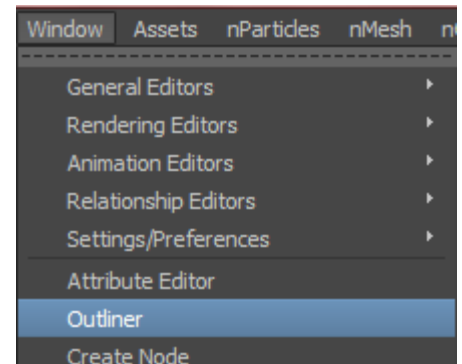 Window Assets nParticles nMesh
General Editors
Rendering Editors
Animation Editors
Relationship Editors
Settings/Preferences
Attribute Editor
Outliner
Create Node